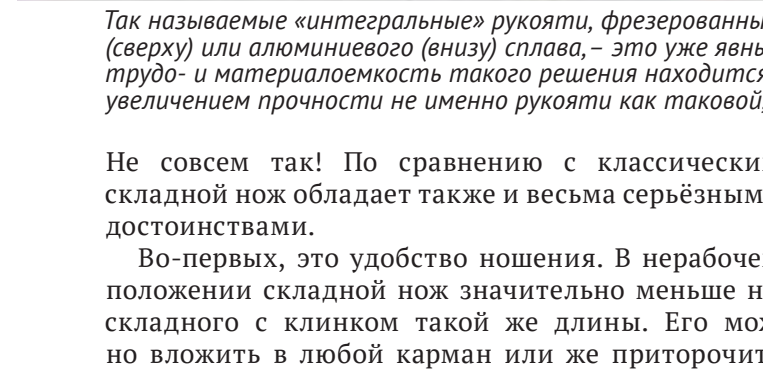 Так называемые «интегральные» рукояти, фрезерованны
(сверху) или алюминиевого (внизу) сплава, – это уже явны
трудо- и материалоемкость такого решения находится
увеличением прочности не именно рукояти как таковой,
Не совсем так! По сравнению с классически
складной нож обладает также и весьма серьёзным
достоинствами.
Во-первых, это удобство ношения. В нерабоче
положении складной нож значительно меньше н
складного с клинком такой же длины. Его мож
но вложить в любой карман или же приторочит